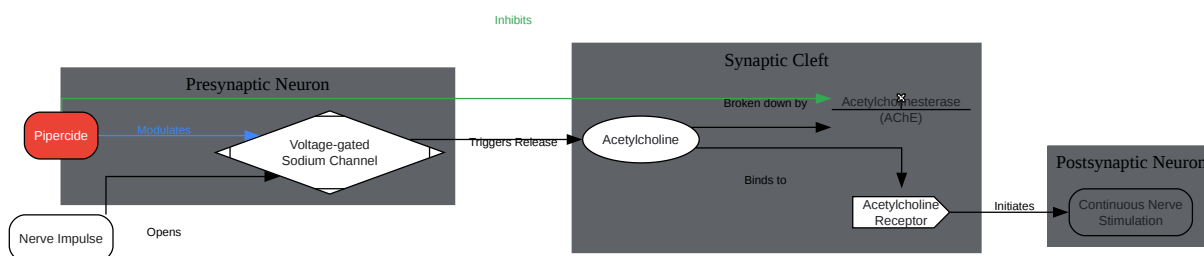 Inhibits
Presynaptic Neuron
Synaptic Cleft
Pipercide
Modulates
Voltage-gated
Sodium Channel
Triggers Release
Acetylcholine
Broken down by
Acetylcholinesterase
(AChE)
Binds to
Nerve Impulse
Opens
Acetylcholine
Receptor
Initiates
Postsynaptic Neuron
Continuous Nerve
Stimulation